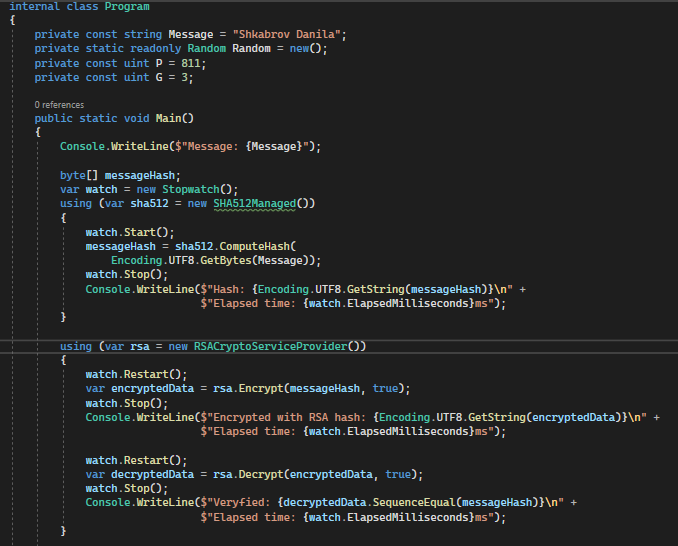 internal class Program
{
private const string Message = "Shkabrov Danila";
private static readonly Random Random = new();
private const uint P = 811;
private const uint G = 3;
0 references
public static void Main()
{
Console.WriteLine($"Message: {Message}");
byte[] messageHash;
var watch = new Stopwatch();
using (var sha512 = new SHA512Managed())
{
watch.Start();
messageHash = sha512.ComputeHash(
Encoding.UTF8.GetBytes(Message));
watch.Stop();
Console.WriteLine($"Hash: {Encoding.UTF8.GetString(messageHash)}\n" +
$"Elapsed time: {watch.ElapsedMilliseconds}ms");
}
using (var rsa = new RSACryptoServiceProvider())
{
watch.Restart();
var encryptedData = rsa.Encrypt(messageHash, true);
watch.Stop();
Console.WriteLine($"Encrypted with RSA hash: {Encoding.UTF8.GetString(encryptedData)}\n" +
$"Elapsed time: {watch.ElapsedMilliseconds}ms");
watch.Restart();
var decryptedData = rsa.Decrypt(encryptedData, true);
watch.Stop();
Console.WriteLine($"Veryfied: {decryptedData.SequenceEqual(messageHash)}\n" +
$"Elapsed time: {watch.ElapsedMilliseconds}ms");
}